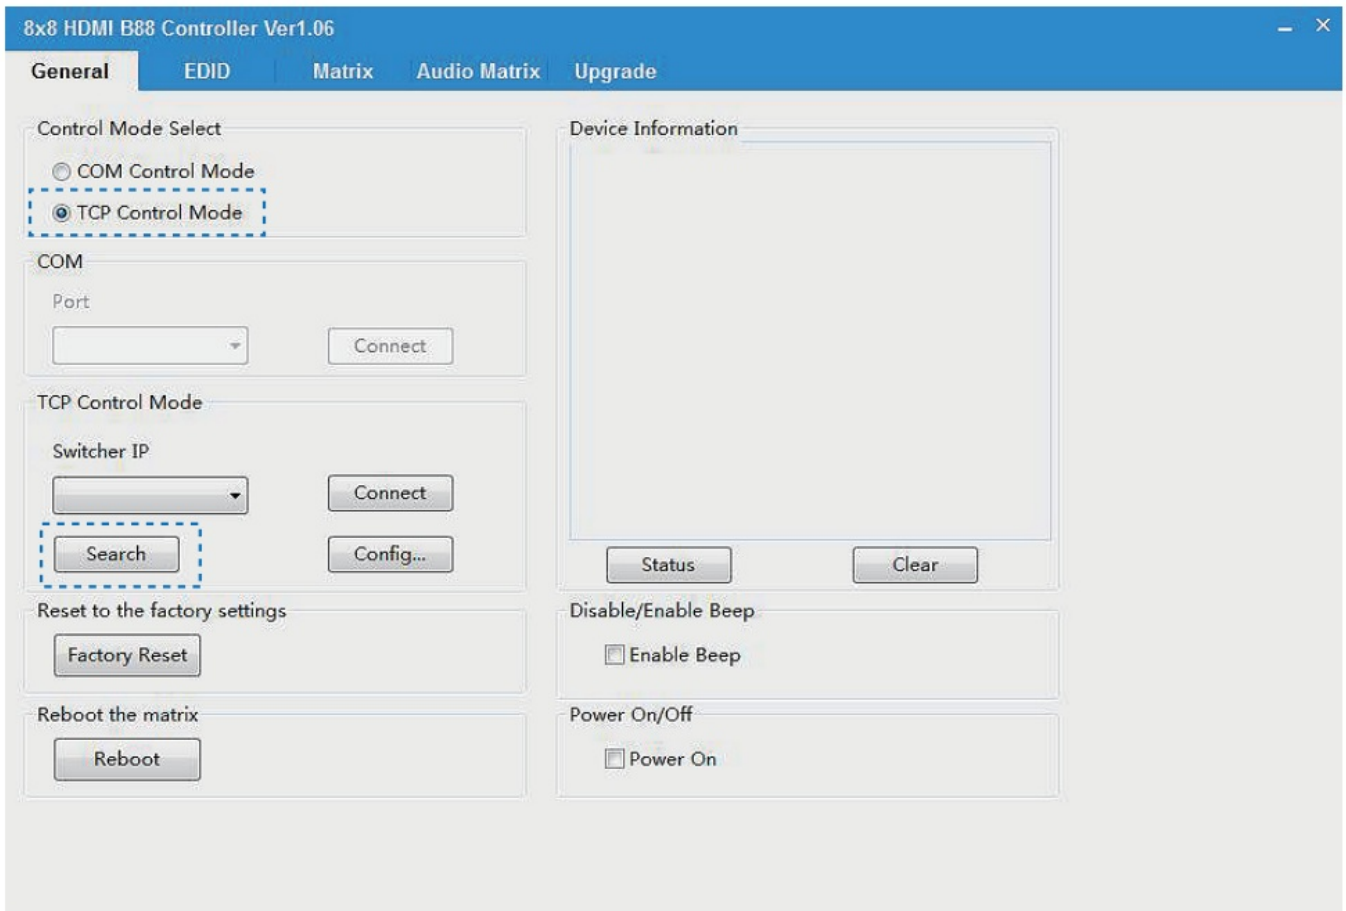 8x8 HDMI B88 Controller Ver1.06
General EDID Matrix Audio Matrix Upgrade
Control Mode Select
COM Control Mode
TCP Control Mode
COM
Port
Connect
TCP Control Mode
Switcher IP
Connect
Search Config...
Reset to the factory settings
Factory Reset
Reboot the matrix
Reboot
Device Information
Status Clear
Disable/Enable Beep
Enable Beep
Power On/Off
Power On